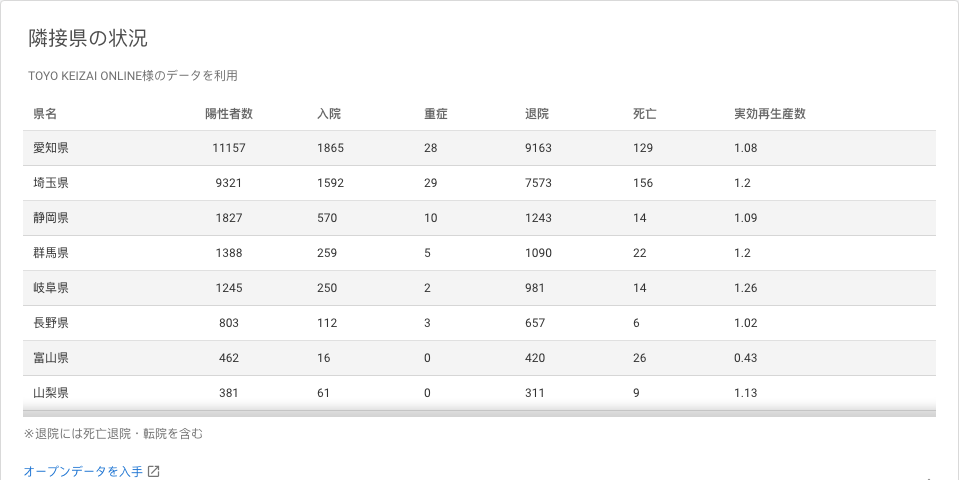 隣接県の状況
TOYO KEIZAI ONLINE様のデータを利用
県名 陽性者数 入院 重症 退院 死亡 実効再生産数
愛知県 11157 1865 28 9163 129 1.08
埼玉県 9321 1592 29 7573 156 1.2
静岡県 1827 570 10 1243 14 1.09
群馬県 1388 259 5 1090 22 1.2
岐阜県 1245 250 2 981 14 1.26
長野県 803 112 3 657 6 1.02
富山県 462 16 0 420 26 0.43
山梨県 381 61 0 311 9 1.13
※退院には死亡退院・転院を含む
オープンデータを入手